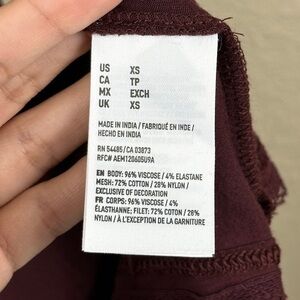 US XS
CA TP
MX EXCH
UK XS
MADE IN INDIA / FABRIQUÉ EN INDE /
HECHO EN INDIA
RN 54485/CA 03873
RFC# AEM120605U9A
EN: BODY: 96% VISCOSE / 4% ELASTANE
MESH: 72% COTTON / 28% NYLON /
EXCLUSIVE OF DECORATION
FR: CORPS: 96% VISCOSE / 4%
ÉLASTHANNE; FILET: 72% COTON / 28%
NYLON / À L'EXCEPTION DE LA GARNITURE